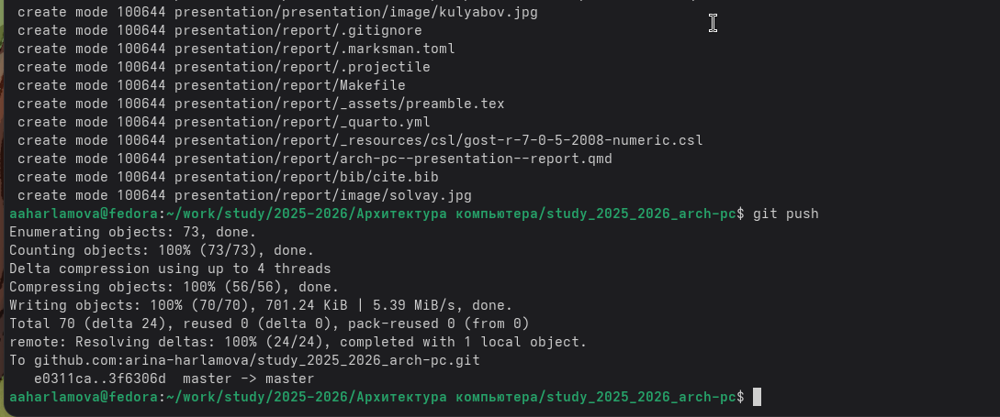 create mode 100644 presentation/presentation/image/kulyabov.jpg
create mode 100644 presentation/report/.gitignore
create mode 100644 presentation/report/.marksman.toml
create mode 100644 presentation/report/.projectile
create mode 100644 presentation/report/Makefile
create mode 100644 presentation/report/_assets/preamble.tex
create mode 100644 presentation/report/_quarto.yml
create mode 100644 presentation/report/_resources/csl/gost-r-7-0-5-2008-numeric.csl
create mode 100644 presentation/report/arch-pc--presentation--report.qmd
create mode 100644 presentation/report/bib/cite.bib
create mode 100644 presentation/report/image/solvay.jpg
aaharlamova@fedora:~/work/study/2025-2026/Архитектура компьютера/study_2025_2026_arch-pc$ git push
Enumerating objects: 73, done.
Counting objects: 100% (73/73), done.
Delta compression using up to 4 threads
Compressing objects: 100% (56/56), done.
Writing objects: 100% (70/70), 701.24 KiB | 5.39 MiB/s, done.
Total 70 (delta 24), reused 0 (delta 0), pack-reused 0 (from 0)
remote: Resolving deltas: 100% (24/24), completed with 1 local object.
To github.com:arina-harlamova/study_2025_2026_arch-pc.git
   e0311ca..3f6306d  master -> master
aaharlamova@fedora:~/work/study/2025-2026/Архитектура компьютера/study_2025_2026_arch-pc$